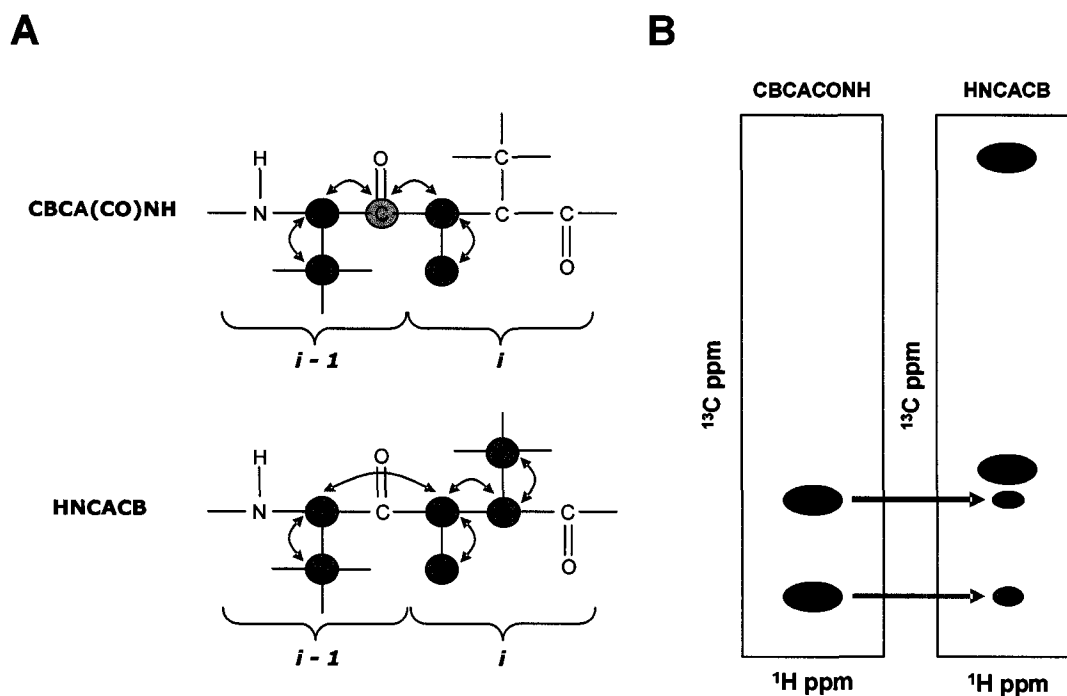 A
B
CBCACONH
HNCACB
CBCA(CO)NH
H
O
C
N
C
C
C
O
i - 1
i
13C ppm
13C ppm
HNCACB
H
O
N
C
C
O
i - 1
i
1H ppm
1H ppm